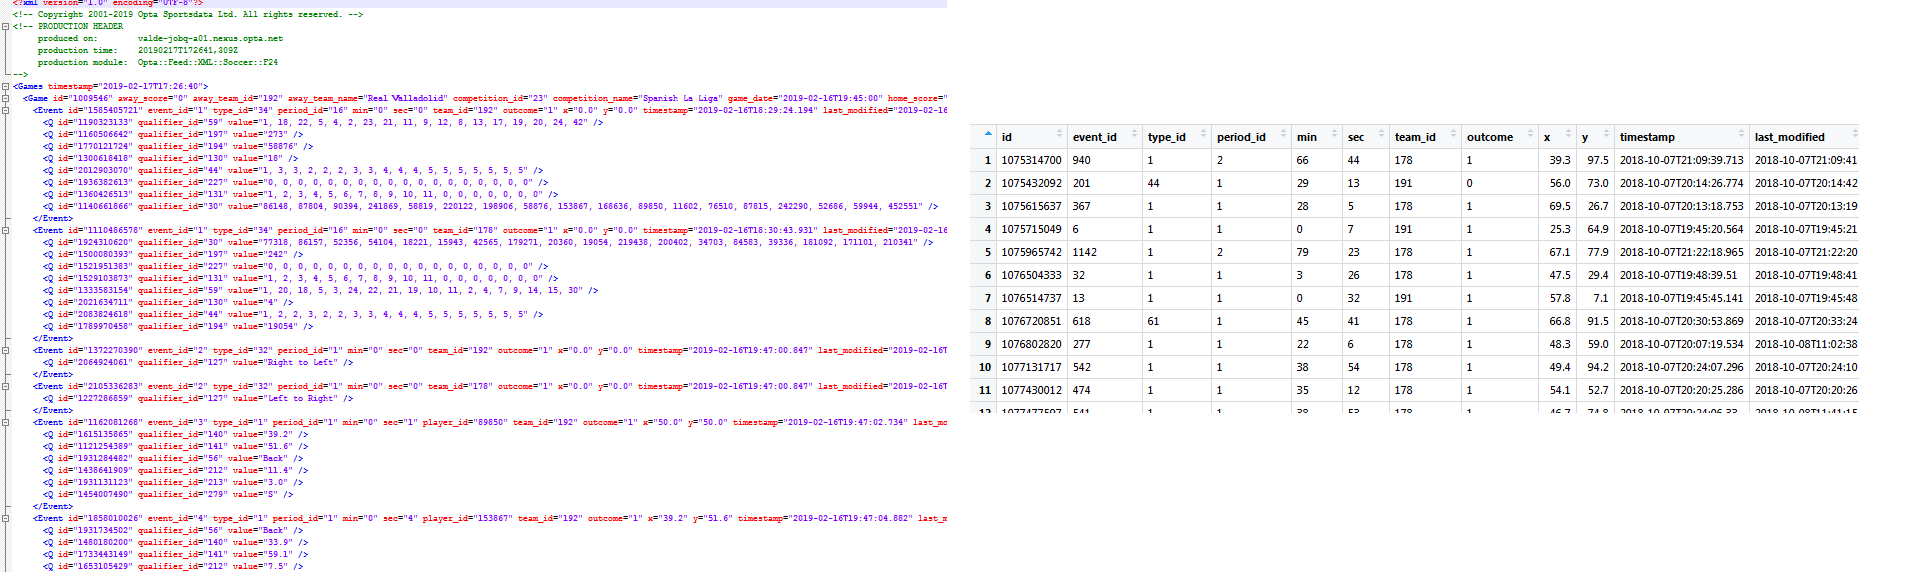 <?xml version="1.0" encoding="UTF-8"?>
<!-- Copyright 2001-2019 Opta Sportsdata Ltd. All rights reserved. -->
<!-- PRODUCTION HEADER
produced on: valde-jobq-a01.nexus.opta.net
production time: 20190217T172641,309Z
production module: Opta::Feed::XML::Soccer::F24
-->
<Games timestamp="2019-02-17T17:26:40">
<Game id="1009546" away_score="0" away_team_id="192" away_team_name="Real Valladolid" competition_id="23" competition_name="Spanish La Liga" game_date="2019-02-16T19:45:00" home_score="
<Event id="1585405721" event_id="1" type_id="34" period_id="16" min="0" sec="0" team_id="192" outcome="1" x="0.0" y="0.0" timestamp="2019-02-16T18:29:24.194" last_modified="2019-02-16
<Q id="1190323133" qualifier_id="59" value="1, 18, 22, 5, 4, 2, 23, 21, 11, 9, 12, 8, 13, 17, 19, 20, 24, 42" />
<Q id="1160506642" qualifier_id="197" value="273" />
<Q id="1770121724" qualifier_id="194" value="58876" />
<Q id="1300618418" qualifier_id="130" value="18" />
<Q id="2012903070" qualifier_id="44" value="1, 3, 3, 2, 2, 2, 3, 3, 4, 4, 4, 5, 5, 5, 5, 5, 5, 5" />
<Q id="1936382613" qualifier_id="227" value="0, 0, 0, 0, 0, 0, 0, 0, 0, 0, 0, 0, 0, 0, 0, 0, 0, 0" />
<Q id="1360426513" qualifier_id="131" value="1, 2, 3, 4, 5, 6, 7, 8, 9, 10, 11, 0, 0, 0, 0, 0, 0, 0" />
<Q id="1140661866" qualifier_id="30" value="86148, 87804, 90394, 241869, 58819, 220122, 198906, 58876, 153867, 168636, 89850, 11602, 76510, 87815, 242290, 52686, 59944, 452551" />
</Event>
<Event id="1110486578" event_id="1" type_id="34" period_id="16" min="0" sec="0" team_id="178" outcome="1" x="0.0" y="0.0" timestamp="2019-02-16T18:30:43.931" last_modified="2019-02-16
<Q id="1924310620" qualifier_id="30" value="77318, 86157, 52356, 54104, 18221, 15943, 42565, 179271, 20360, 19054, 219438, 200402, 34703, 84583, 39336, 181092, 171101, 210341" />
<Q id="1500080393" qualifier_id="197" value="242" />
<Q id="1521951383" qualifier_id="227" value="0, 0, 0, 0, 0, 0, 0, 0, 0, 0, 0, 0, 0, 0, 0, 0, 0, 0" />
<Q id="1529103873" qualifier_id="131" value="1, 2, 3, 4, 5, 6, 7, 8, 9, 10, 11, 0, 0, 0, 0, 0, 0, 0" />
<Q id="1333583154" qualifier_id="59" value="1, 20, 18, 5, 3, 24, 22, 21, 19, 10, 11, 2, 4, 7, 9, 14, 15, 30" />
<Q id="2021634711" qualifier_id="130" value="4" />
<Q id="2083824618" qualifier_id="44" value="1, 2, 2, 3, 2, 2, 3, 3, 4, 4, 4, 5, 5, 5, 5, 5, 5, 5" />
<Q id="1789970458" qualifier_id="194" value="19054" />
</Event>
<Event id="1372270390" event_id="2" type_id="32" period_id="1" min="0" sec="0" team_id="192" outcome="1" x="0.0" y="0.0" timestamp="2019-02-16T19:47:00.847" last_modified="2019-02-16T
<Q id="2064924061" qualifier_id="127" value="Right to Left" />
</Event>
<Event id="2105336283" event_id="2" type_id="32" period_id="1" min="0" sec="0" team_id="178" outcome="1" x="0.0" y="0.0" timestamp="2019-02-16T19:47:00.847" last_modified="2019-02-16T
<Q id="1227286859" qualifier_id="127" value="Left to Right" />
</Event>
<Event id="1162081268" event_id="3" type_id="1" period_id="1" min="0" sec="1" player_id="89850" team_id="192" outcome="1" x="50.0" y="50.0" timestamp="2019-02-16T19:47:02.734" last_mo
<Q id="1615135865" qualifier_id="140" value="39.2" />
<Q id="1121254389" qualifier_id="141" value="51.6" />
<Q id="1931284482" qualifier_id="56" value="Back" />
<Q id="1438641909" qualifier_id="212" value="11.4" />
<Q id="1931131123" qualifier_id="213" value="3.0" />
<Q id="1454007490" qualifier_id="279" value="S" />
</Event>
<Event id="1858010026" event_id="4" type_id="1" period_id="1" min="0" sec="4" player_id="153867" team_id="192" outcome="1" x="39.2" y="51.6" timestamp="2019-02-16T19:47:04.882" last_m
<Q id="1931734502" qualifier_id="56" value="Back" />
<Q id="1480180200" qualifier_id="140" value="33.9" />
<Q id="1733443149" qualifier_id="141" value="59.1" />
<Q id="1653105429" qualifier_id="212" value="7.5" />
id event_id type_id period_id min sec team_id outcome x y timestamp last_modified
1 1075314700 940 1 2 66 44 178 1 39.3 97.5 2018-10-07T21:09:39.713 2018-10-07T21:09:41
2 1075432092 201 44 1 29 13 191 0 56.0 73.0 2018-10-07T20:14:26.774 2018-10-07T20:14:42
3 1075615637 367 1 1 28 5 178 1 69.5 26.7 2018-10-07T20:13:18.753 2018-10-07T20:13:19
4 1075715049 6 1 1 0 7 191 1 25.3 64.9 2018-10-07T19:45:20.564 2018-10-07T19:45:21
5 1075965742 1142 1 2 79 23 178 1 67.1 77.9 2018-10-07T21:22:18.965 2018-10-07T21:22:20
6 1076504333 32 1 1 3 26 178 1 47.5 29.4 2018-10-07T19:48:39.51 2018-10-07T19:48:41
7 1076514737 13 1 1 0 32 191 1 57.8 7.1 2018-10-07T19:45:45.141 2018-10-07T19:45:48
8 1076720851 618 61 1 45 41 178 1 66.8 91.5 2018-10-07T20:30:53.869 2018-10-07T20:33:24
9 1076802820 277 1 1 22 6 178 1 48.3 59.0 2018-10-07T20:07:19.534 2018-10-08T11:02:38
10 1077131717 542 1 1 38 54 178 1 49.4 94.2 2018-10-07T20:24:07.296 2018-10-07T20:24:10
11 1077430012 474 1 1 35 12 178 1 54.1 52.7 2018-10-07T20:20:25.286 2018-10-07T20:20:26
12 1077477597 541 1 1 38 53 178 1 46.7 74.8 2018-10-07T20:24:06.33 2018-10-08T11:41:15